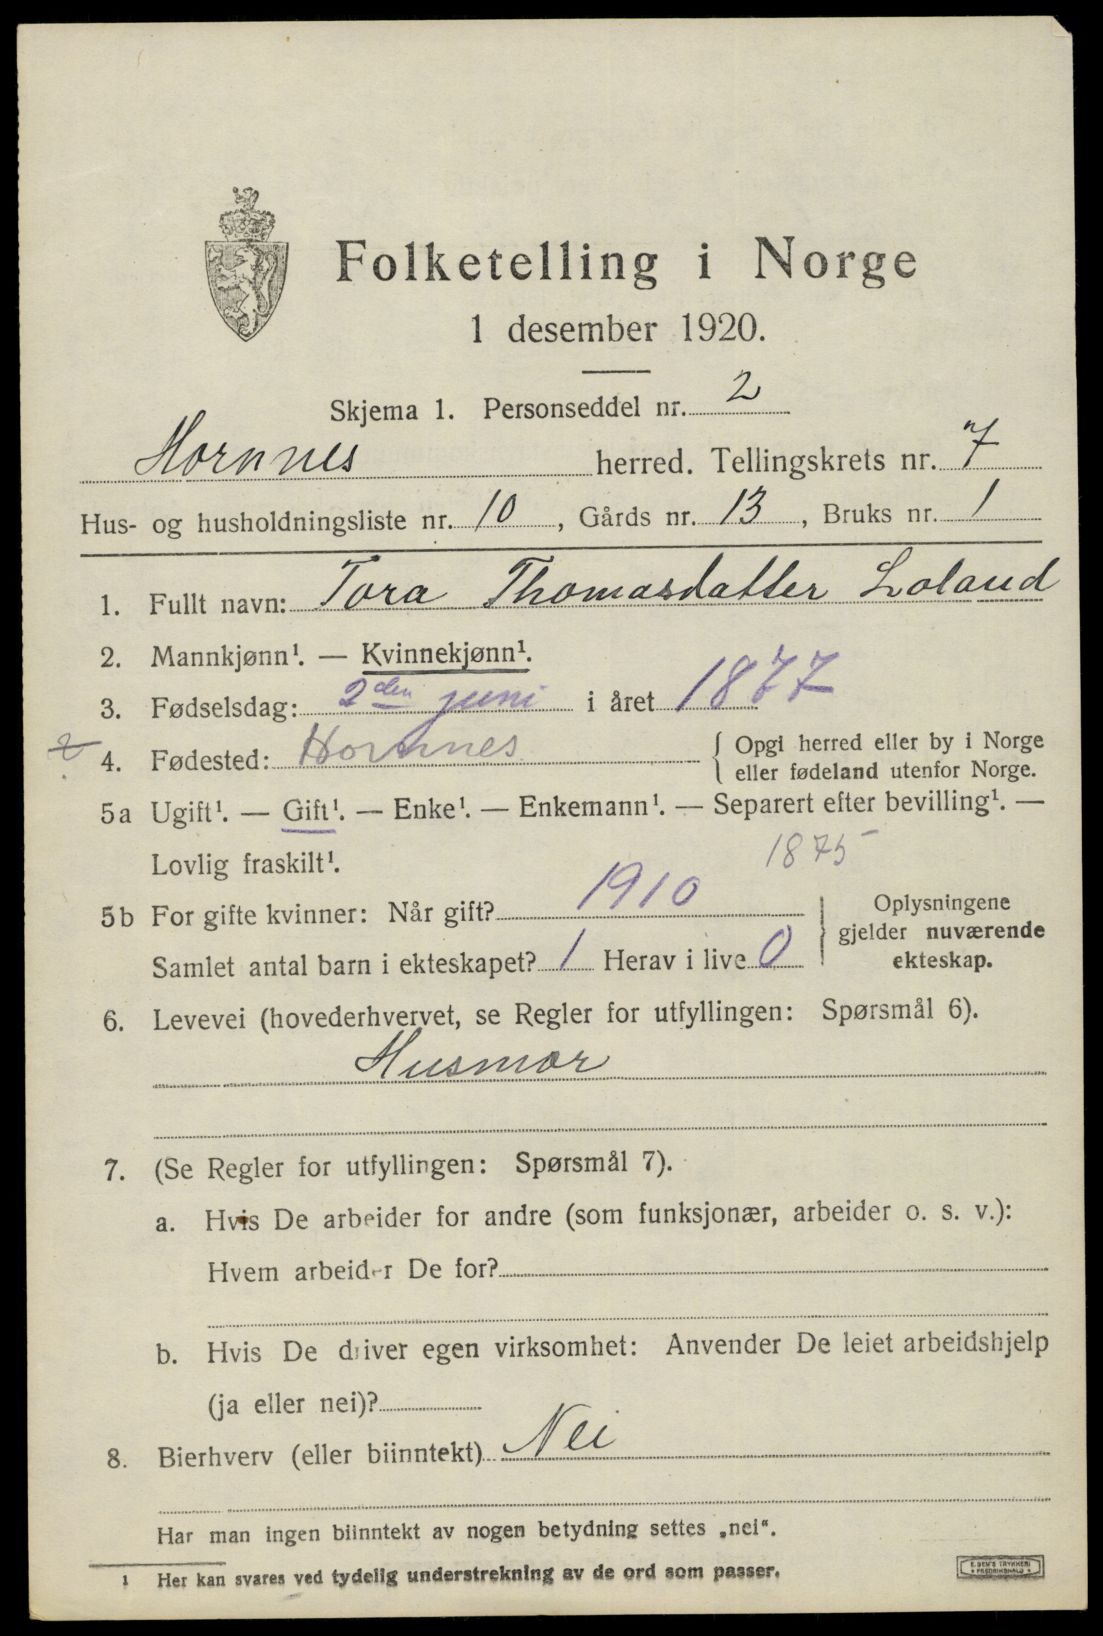 Folketelling i Norge
1 desember 1920.
Skjema 1. Personseddel nr. 2
Hornnes herred. Tellingskrets nr. 7
Hus- og husholdningsliste nr. 10, Gårds nr. 13, Bruks nr. 1
1. Fullt navn: Tora Thomasdatter Loland
2. Mannkjønn¹. — Kvinnekjønn¹.
3. Fødselsdag: 2den juni i året 1877
2 4. Fødested: Hornnes { Opgi herred eller by i Norge
eller fødeland utenfor Norge.
5a Ugift¹. — Gift¹. — Enke¹. — Enkemann¹. — Separert efter bevilling¹. —
Lovlig fraskilt¹. 1875
5b For gifte kvinner: Når gift? 1910
Samlet antal barn i ekteskapet? 1 Herav i live 0
Oplysningene
gjelder nuværende
ekteskap.
6. Levevei (hovederhvervet, se Regler for utfyllingen: Spørsmål 6).
Husmor
7. (Se Regler for utfyllingen: Spørsmål 7).
a. Hvis De arbeider for andre (som funksjonær, arbeider o. s. v.):
Hvem arbeider De for?
b. Hvis De driver egen virksomhet: Anvender De leiet arbeidshjelp
(ja eller nei)?
8. Bierhverv (eller biinntekt) Nei
Har man ingen biinntekt av nogen betydning settes „nei“.
¹ Her kan svares ved tydelig understrekning av de ord som passer.
E. SEM'S TRYKKERI
FREDRIKSHALD